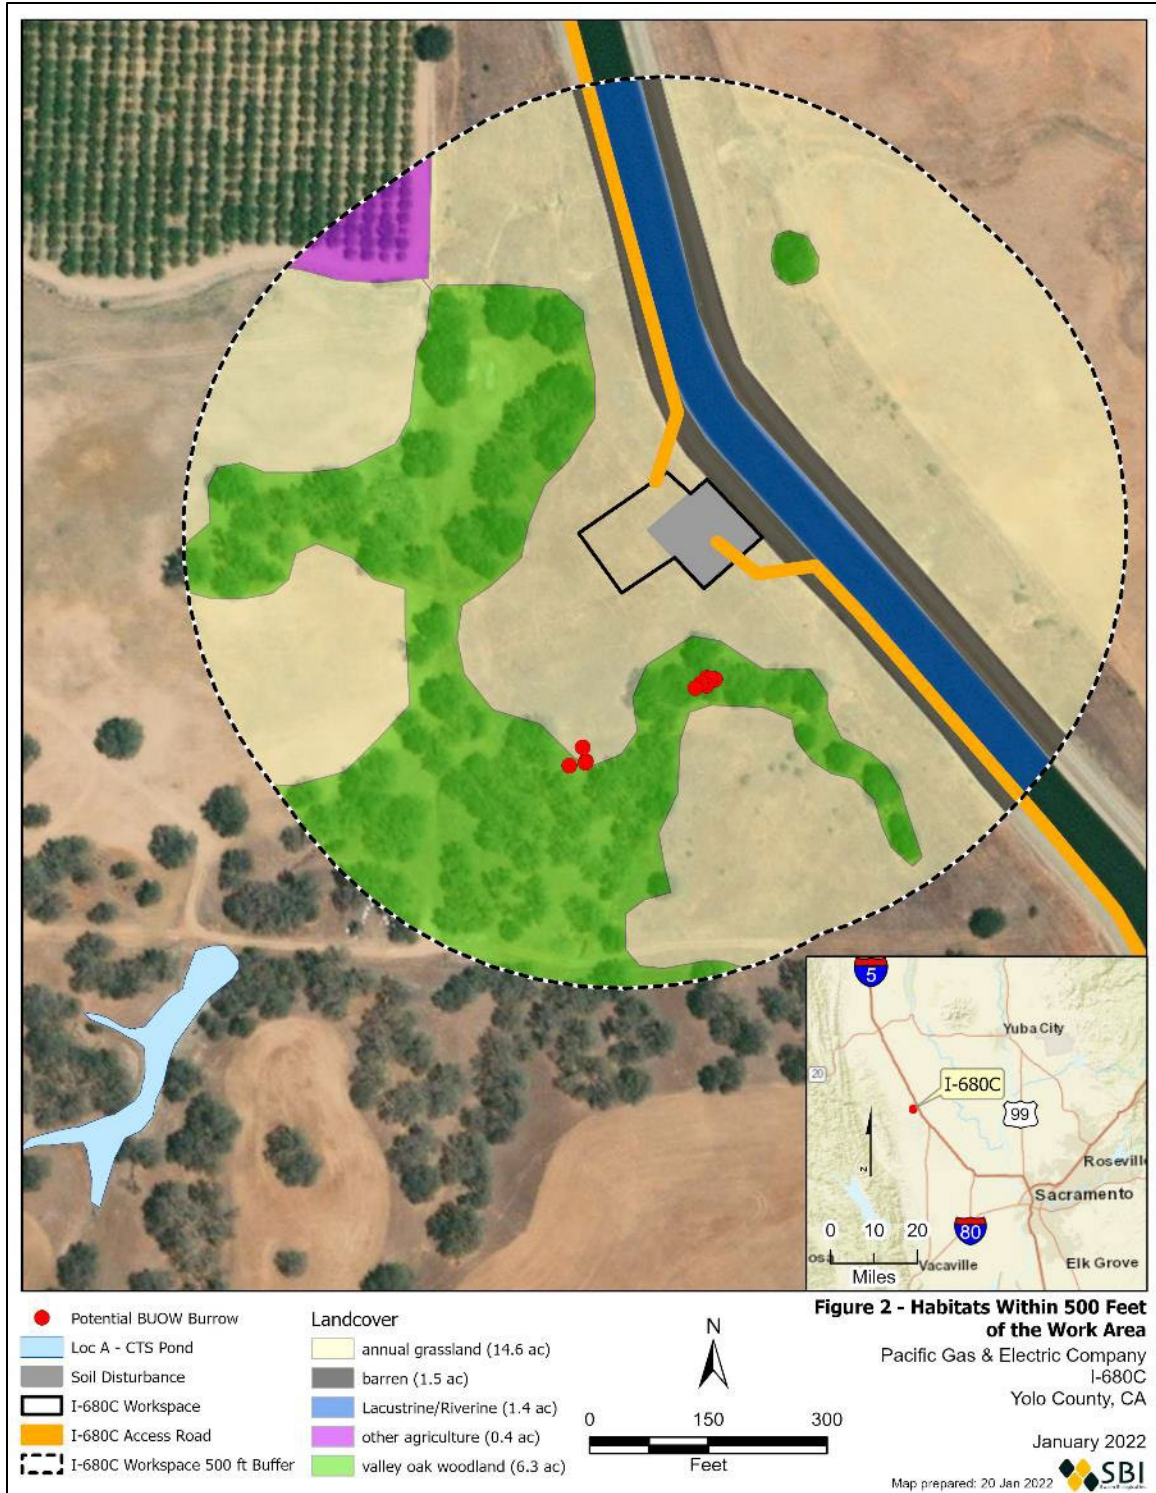 5
Yuba City
20
I-680C
99
Roseville
Sacramento
0 10 20
Miles
80
Vacaville
Elk Grove
N
Potential BUOW Burrow
Loc A - CTS Pond
Soil Disturbance
I-680C Workspace
I-680C Access Road
I-680C Workspace 500 ft Buffer
Landcover
annual grassland (14.6 ac)
barren (1.5 ac)
Lacustrine/Riverine (1.4 ac)
other agriculture (0.4 ac)
valley oak woodland (6.3 ac)
N
0 150 300
Feet
Figure 2 - Habitats Within 500 Feet
of the Work Area
Pacific Gas & Electric Company
I-680C
Yolo County, CA
January 2022
Map prepared: 20 Jan 2022
SBI